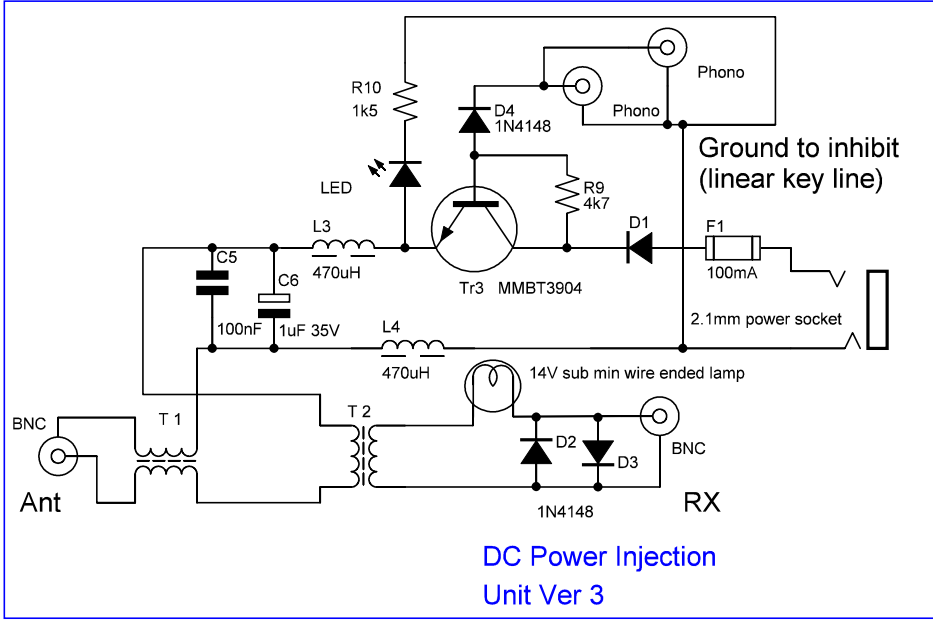 R10
1k5
D4
1N4148
Phono
Phono
Ground to inhibit
(linear key line)
LED
R9
4k7
L3
470uH
D1
F1
100mA
Tr3 MMBT3904
C5
100nF
C6
1uF 35V
L4
470uH
2.1mm power socket
14V sub min wire ended lamp
BNC
T 1
T 2
D2
D3
BNC
Ant
1N4148
RX
DC Power Injection
Unit Ver 3